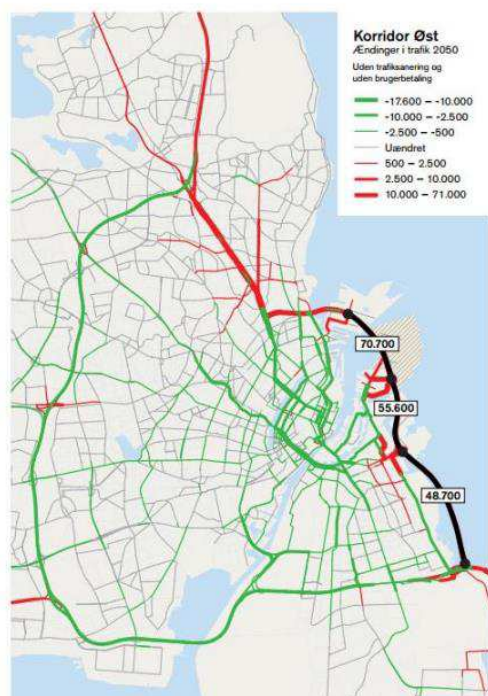 Korridor Øst
Ændinger i trafik 2050
Uden trafiksanering og
uden brugerbetaling
-17.600 – -10.000
-10.000 – -2.500
-2.500 – -500
Uændret
500 – 2.500
2.500 – 10.000
10.000 – 71.000
70.700
55.600
48.700